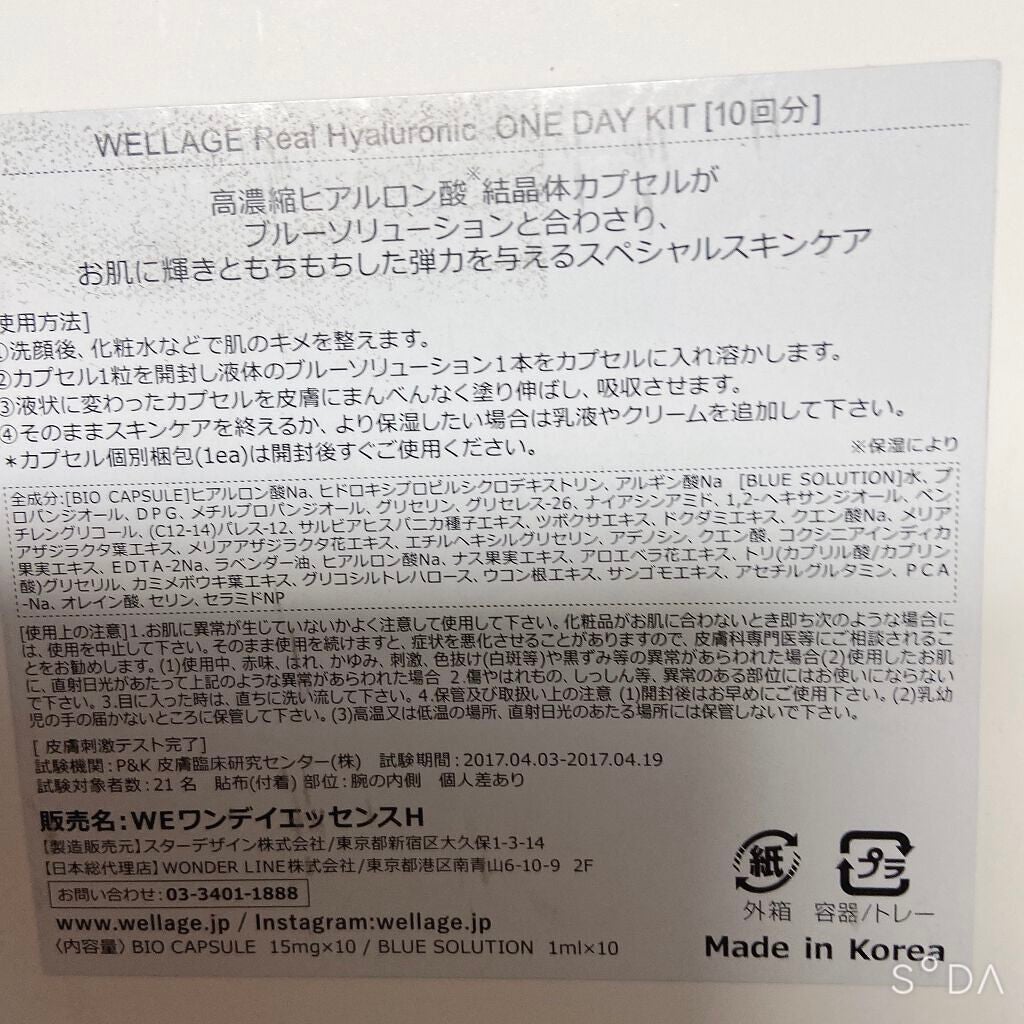 WELLAGE Real Hyaluronic ONE DAY KIT [10回分]
高濃縮ヒアルロン酸※結晶体カプセルが
ブルーソリューションと合わさり、
お肌に輝きともちもちした弾力を与えるスペシャルスキンケア
使用方法]
①洗顔後、化粧水などで肌のキメを整えます。
②カプセル1粒を開封し液体のブルーソリューション1本をカプセルに入れ溶かします。
③液状に変わったカプセルを皮膚にまんべんなく塗り伸ばし、吸収させます。
④そのままスキンケアを終えるか、より保湿したい場合は乳液やクリームを追加して下さい。
＊カプセル個別梱包(1ea)は開封後すぐご使用ください。 ※保湿により
全成分:[BIO CAPSULE]ヒアルロン酸Na、ヒドロキシプロピルシクロデキストリン、アルギン酸Na [BLUE SOLUTION]水、プ
ロパンジオール、DPG、メチルプロパンジオール、グリセリン、グリセレス-26、ナイアシンアミド、1,2-ヘキサンジオール、ペン
チレングリコール、(C12-14)パレス-12、サルビアヒスパニカ種子エキス、ツボクサエキス、ドクダミエキス、クエン酸Na、メリア
アザジラクタ葉エキス、メリアアザジラクタ花エキス、エチルヘキシルグリセリン、アデノシン、クエン酸、コクシニアインディカ
果実エキス、EDTA-2Na、ラベンダー油、ヒアルロン酸Na、ナス果実エキス、アロエベラ花エキス、トリ(カプリル酸/カプリン
酸)グリセリル、カミメボウキ葉エキス、グリコシルトレハロース、ウコン根エキス、サンゴモエキス、アセチルグルタミン、PCA
-Na、オレイン酸、セリン、セラミドNP
[使用上の注意]1.お肌に異常が生じていないかよく注意して使用して下さい。化粧品がお肌に合わないとき即ち次のような場合に
は、使用を中止して下さい。そのまま使用を続けますと、症状を悪化させることがありますので、皮膚科専門医等にご相談されるこ
とをお勧めします。(1)使用中、赤味、はれ、かゆみ、刺激、色抜け(白斑等)や黒ずみ等の異常があらわれた場合(2)使用したお肌
に、直射日光があたって上記のような異常があらわれた場合 2.傷やはれもの、しっしん等、異常のある部位にはお使いにならない
で下さい。3.目に入った時は、直ちに洗い流して下さい。4.保管及び取扱い上の注意 (1)開封後はお早めにご使用下さい。(2)乳幼
児の手の届かないところに保管して下さい。(3)高温又は低温の場所、直射日光のあたる場所には保管しないで下さい。
[ 皮膚刺激テスト完了]
試験機関:P&K 皮膚臨床研究センター(株) 試験期間:2017.04.03-2017.04.19
試験対象者数:21 名 貼布(付着) 部位:腕の内側 個人差あり
販売名:WEワンデイエッセンスH
【製造販売元】スターデザイン株式会社/東京都新宿区大久保1-3-14
【日本総代理店】WONDER LINE株式会社/東京都港区南青山6-10-9 2F
お問い合わせ:03-3401-1888
www.wellage.jp / Instagram:wellage.jp
〈内容量〉BIO CAPSULE 15mg×10 / BLUE SOLUTION 1ml×10
紙 プラ
外箱 容器/トレー
Made in Korea
SODA